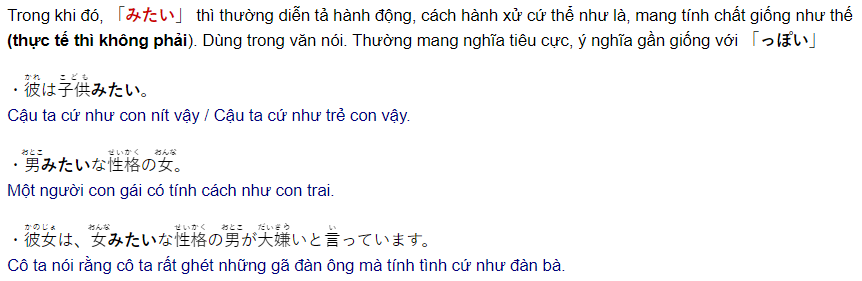 Trong khi đó, 「みたい」 thì thường diễn tả hành động, cách hành xử cứ thể như là, mang tính chất giống như thế
(thực tế thì không phải). Dùng trong văn nói. Thường mang nghĩa tiêu cực, ý nghĩa gần giống với 「っぽい」
かれ こども
・彼は子供みたい。
Cậu ta cứ như con nít vậy / Cậu ta cứ như trẻ con vậy.
おとこ せいかく おんな
・男みたいな性格の女。
Một người con gái có tính cách như con trai.
かのじょ おんな せいかく おとこ だいきら い
・彼女は、女みたいな性格の男が大嫌いと言っています。
Cô ta nói rằng cô ta rất ghét những gã đàn ông mà tính tình cứ như đàn bà.